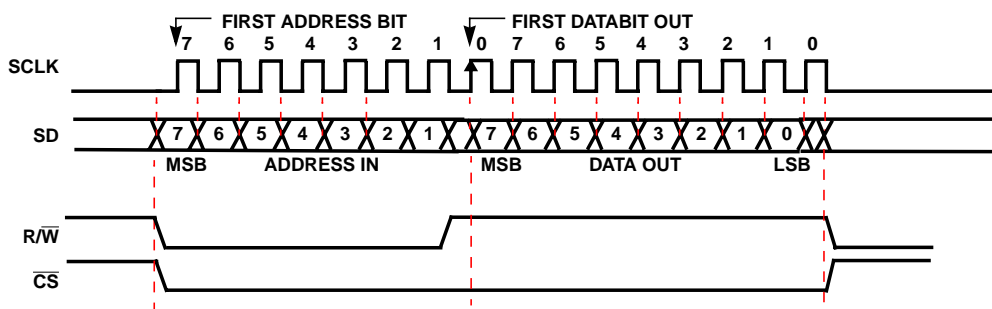 FIRST ADDRESS BIT FIRST DATABIT OUT
7 6 5 4 3 2 1 0 7 6 5 4 3 2 1 0
SCLK
SD 7 6 5 4 3 2 1 7 6 5 4 3 2 1 0
MSB ADDRESS IN MSB DATA OUT LSB
R/W̅
C̅S̅